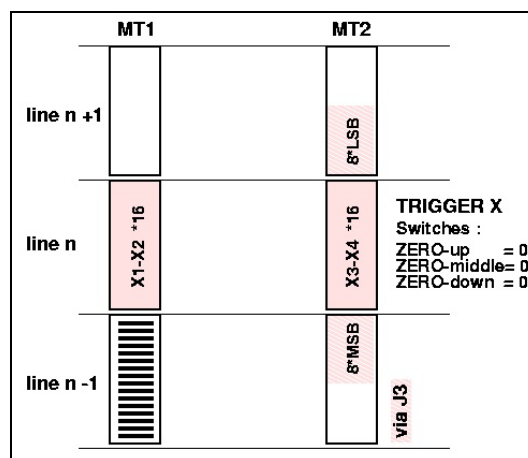 MT1 MT2
line n +1
8*LSB
line n
X1-X2 *16
X3-X4 *16
TRIGGER X
Switches :
ZERO-up = 0
ZERO-middle= 0
ZERO-down = 0
line n -1
8*MSB
via J3